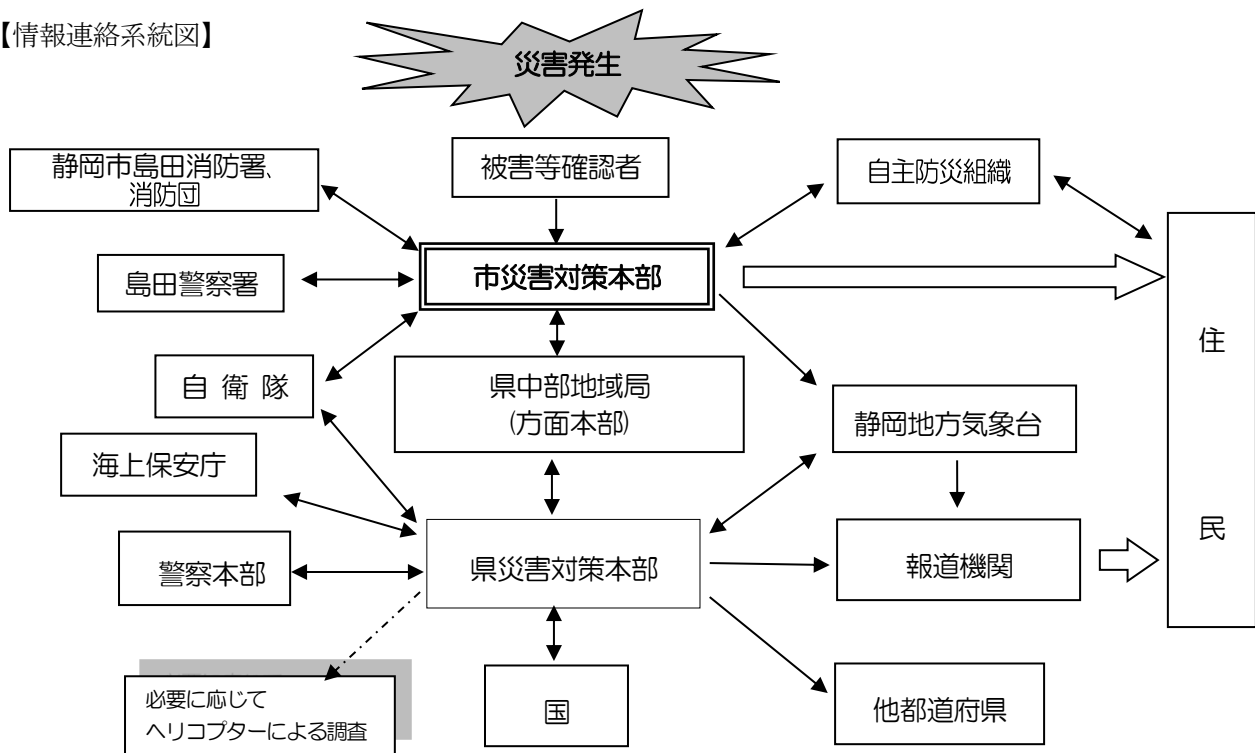 【情報連絡系統図】
災害発生
静岡市島田消防署、
消防団
被害等確認者
自主防災組織
島田警察署
市災害対策本部
住民
自 衛 隊
県中部地域局
(方面本部)
静岡地方気象台
海上保安庁
警察本部
県災害対策本部
報道機関
必要に応じて
ヘリコプターによる調査
国
他都道府県